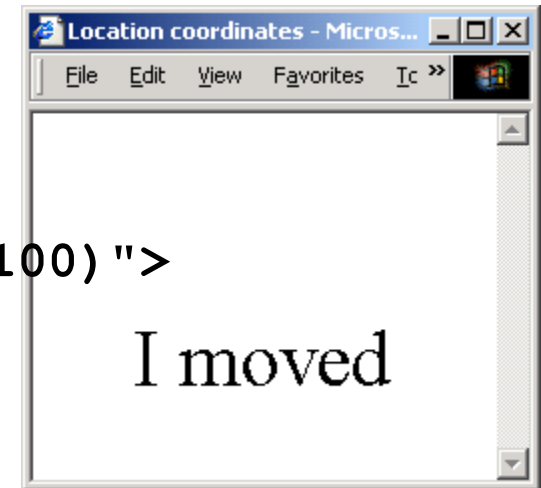 Location coordinates - Micros...
File Edit View Favorites Tc »
100)">
I moved